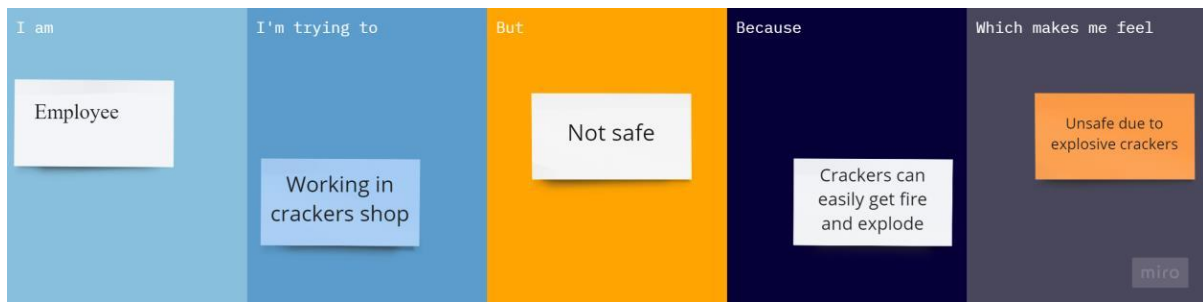 I am
Employee
I'm trying to
Working in
crackers shop
But
Not safe
Because
Crackers can
easily get fire
and explode
Which makes me feel
Unsafe due to
explosive crackers
miro